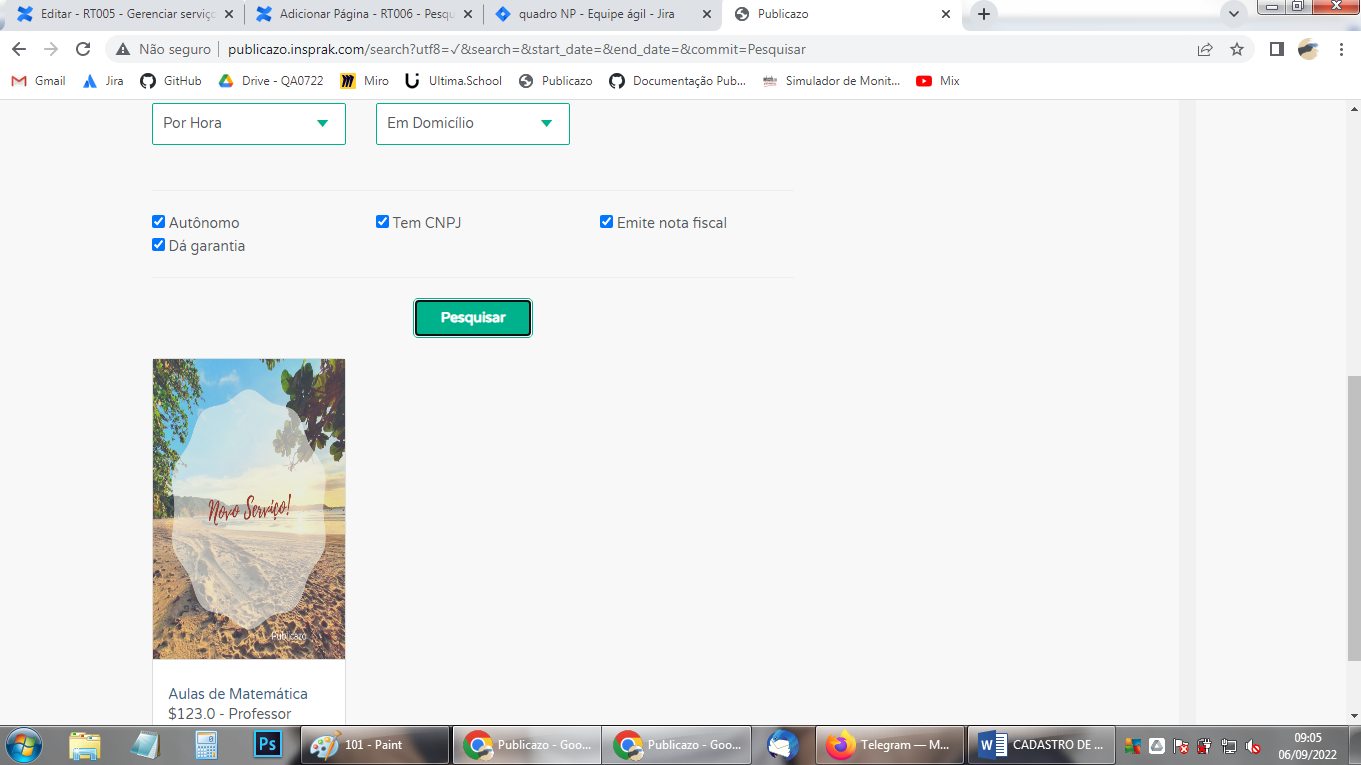 Editar - RT005 - Gerenciar serviço
Adicionar Página - RT006 - Pesqu
quadro NP - Equipe ágil - Jira
Publicazo
Não seguro
publicazo.insprak.com/search?utf8=✓&search=&start_date=&end_date=&commit=Pesquisar
Gmail
Jira
GitHub
Drive - QA0722
Miro
Ultima.School
Publicazo
Documentação Pub...
Simulador de Monit...
Mix
Por Hora
Em Domicílio
Autônomo
Tem CNPJ
Emite nota fiscal
Dá garantia
Pesquisar
Novo Serviço!
Publicazo
Aulas de Matemática
$123.0 - Professor
Ps
101 - Paint
Publicazo - Goo...
Publicazo - Goo...
Telegram — M...
CADASTRO DE ...
09:05
06/09/2022